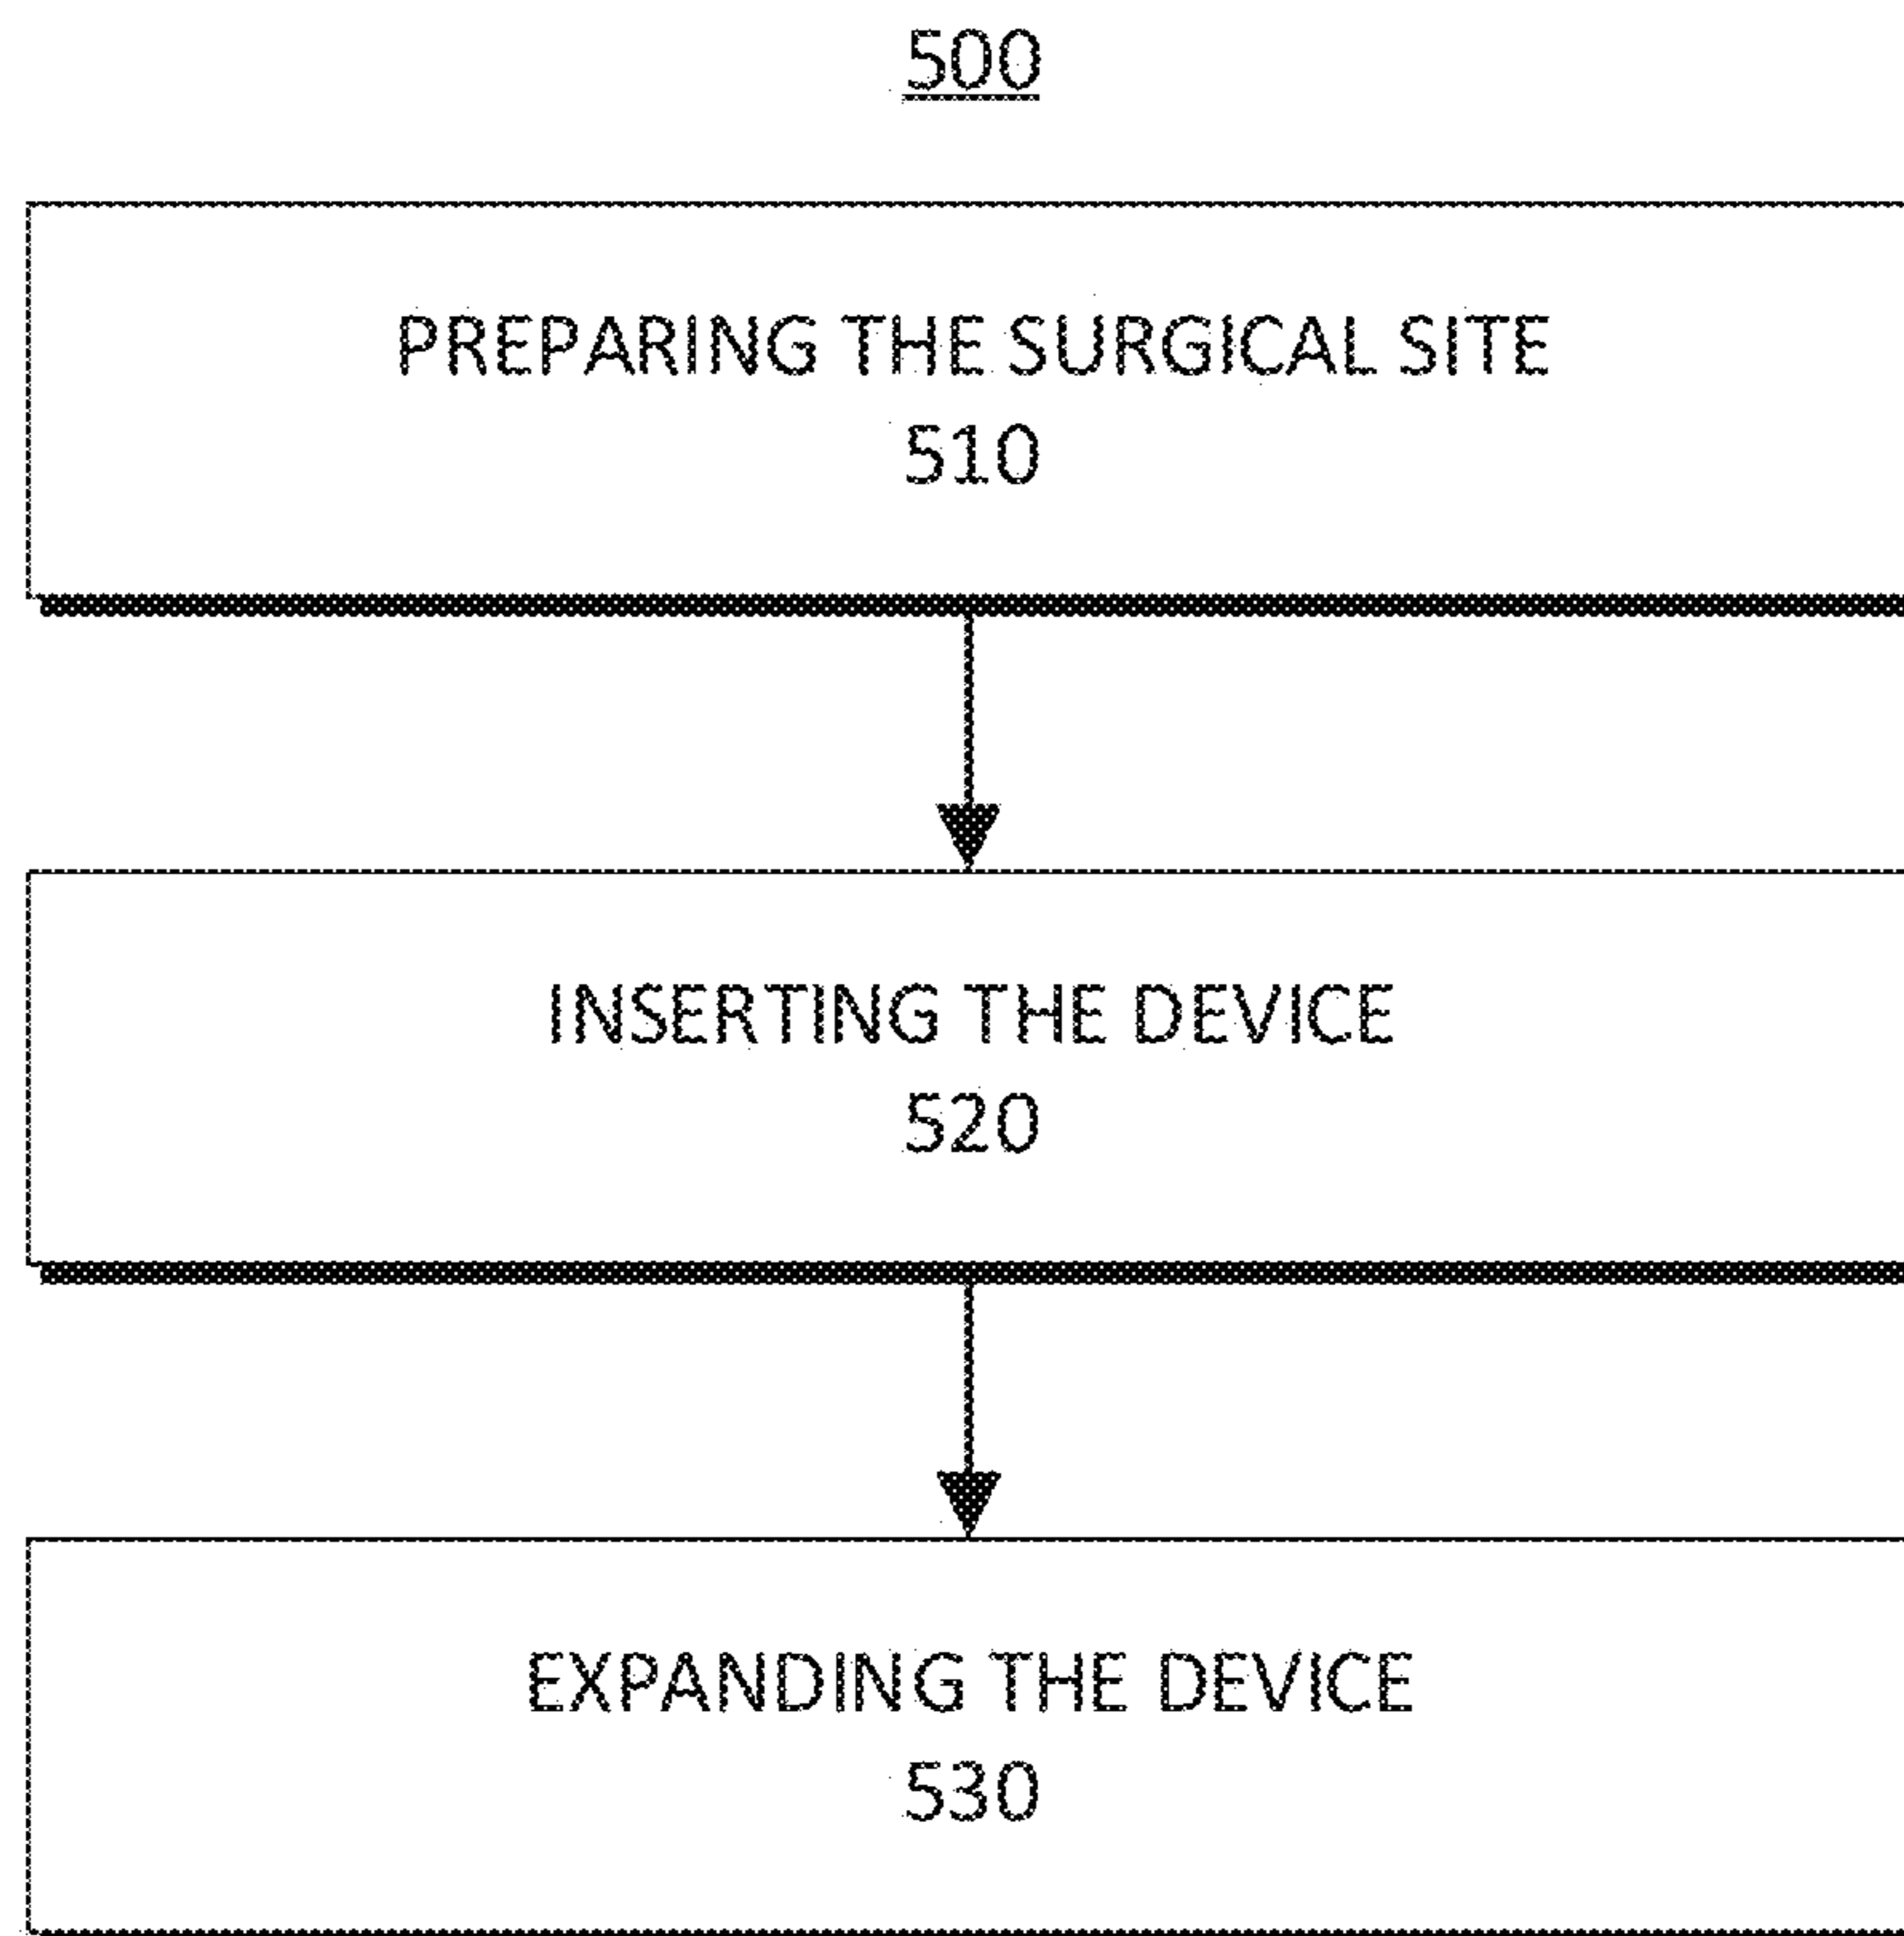 500
PREPARING THE SURGICAL SITE
510
INSERTING THE DEVICE
520
EXPANDING THE DEVICE
530